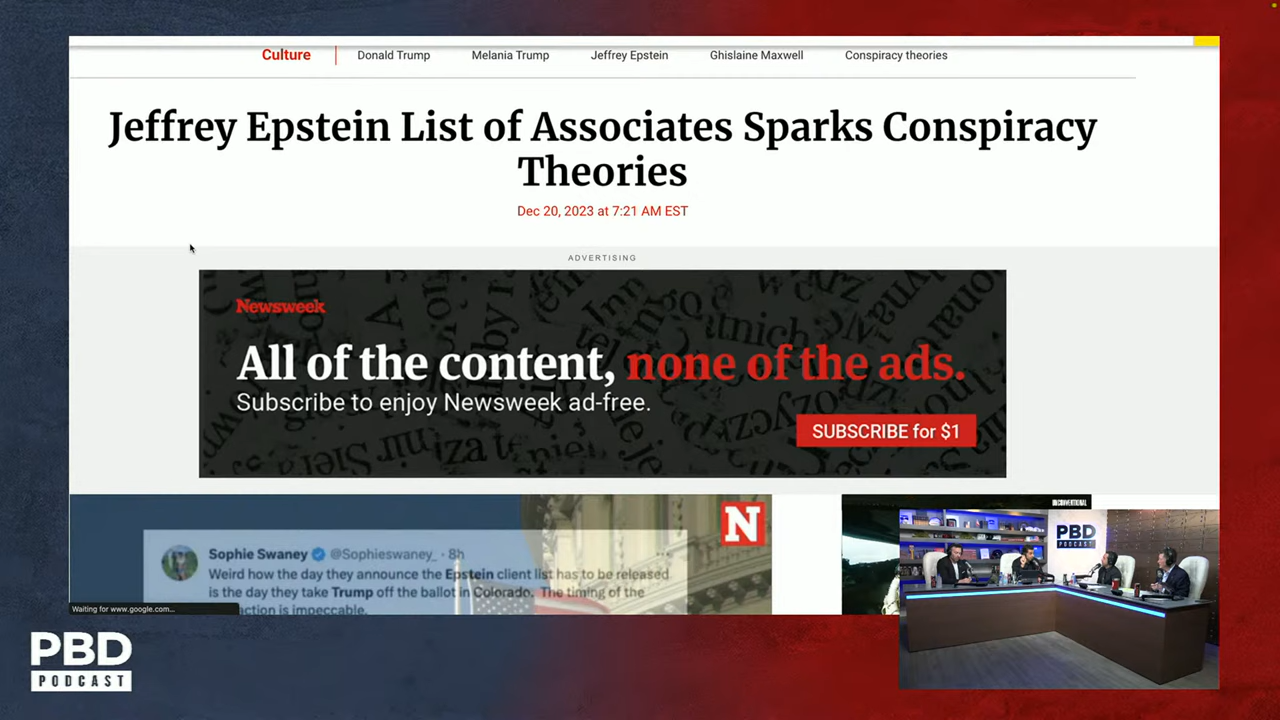 Culture
Donald Trump
Melania Trump
Jeffrey Epstein
Ghislaine Maxwell
Conspiracy theories
Jeffrey Epstein List of Associates Sparks Conspiracy
Theories
Dec 20, 2023 at 7:21 AM EST
ADVERTISING
Newsweek
All of the content, none of the ads.
Subscribe to enjoy Newsweek ad-free.
SUBSCRIBE for $1
N
UNCONVENTIONAL
Sophie Swaney @Sophieswaney_ · 8h
Weird how the day they announce the Epstein client list has to be released
is the day they take Trump off the ballot in Colorado. The timing of the
action is impeccable.
Waiting for www.google.com...
PBD
PODCAST
PBD
PODCAST